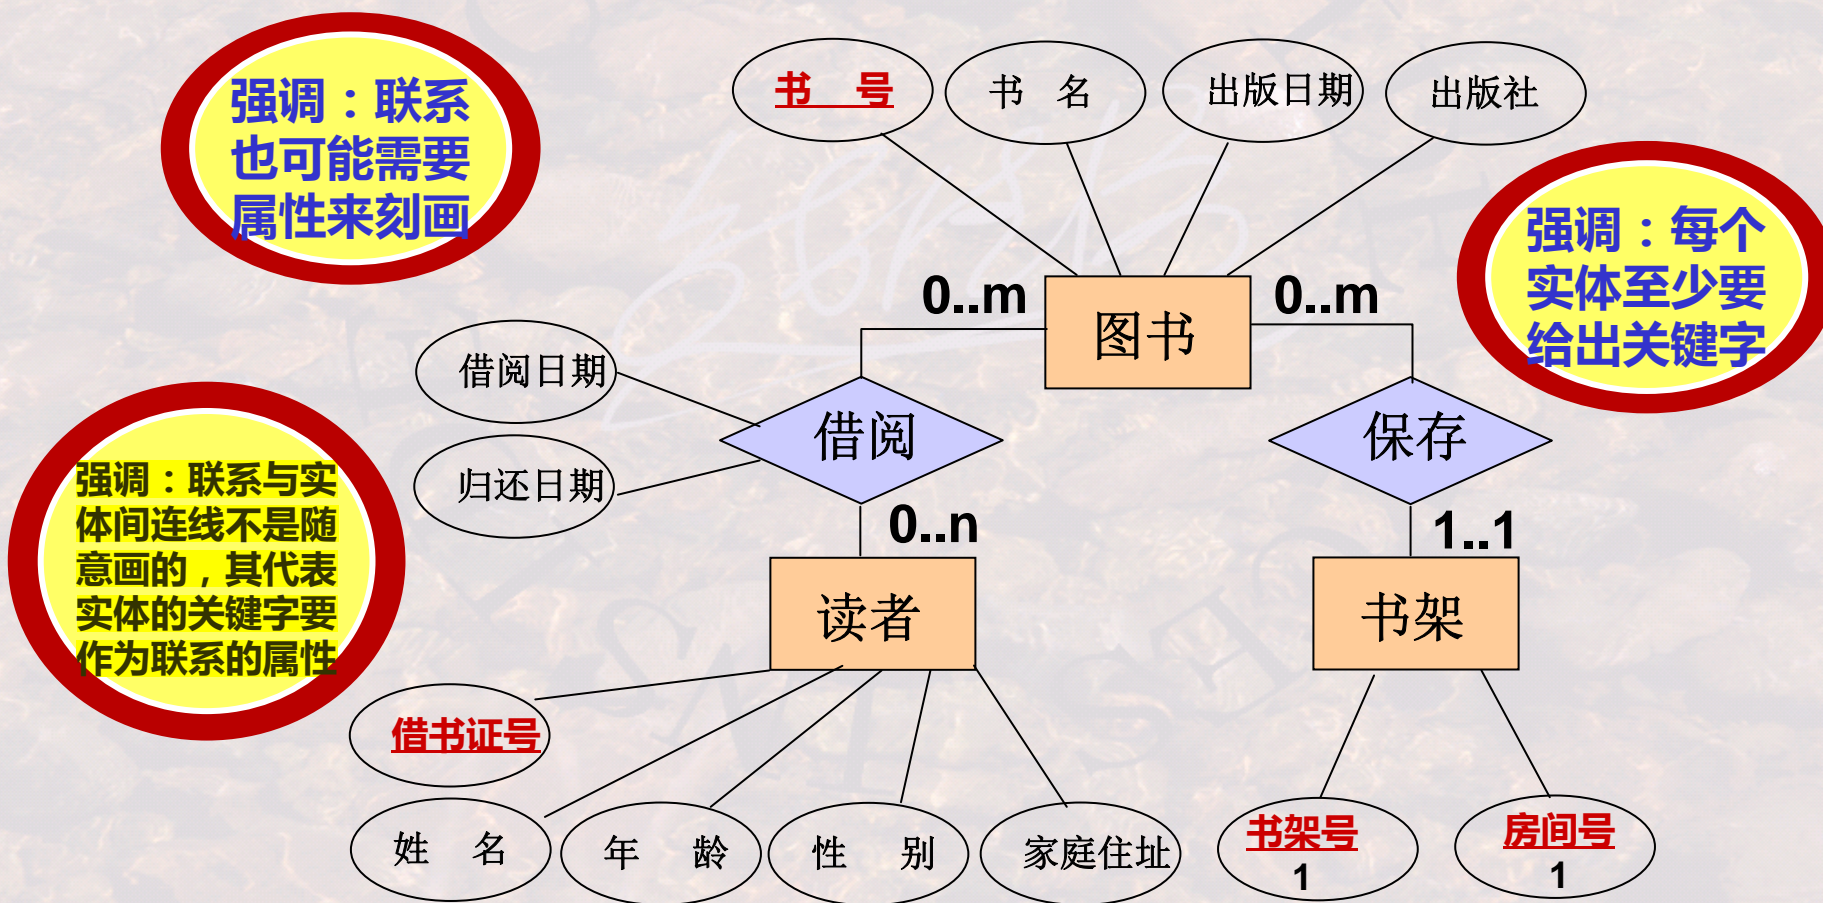 强调：联系
也可能需要
属性来刻画
书 号
书 名
出版日期
出版社
强调：每个
实体至少要
给出关键字
0..m
0..m
图书
借阅日期
归还日期
借阅
保存
强调：联系与实
体间连线不是随
意画的，其代表
实体的关键字要
作为联系的属性
0..n
1..1
读者
书架
借书证号
姓 名
年 龄
性 别
家庭住址
书架号
1
房间号
1